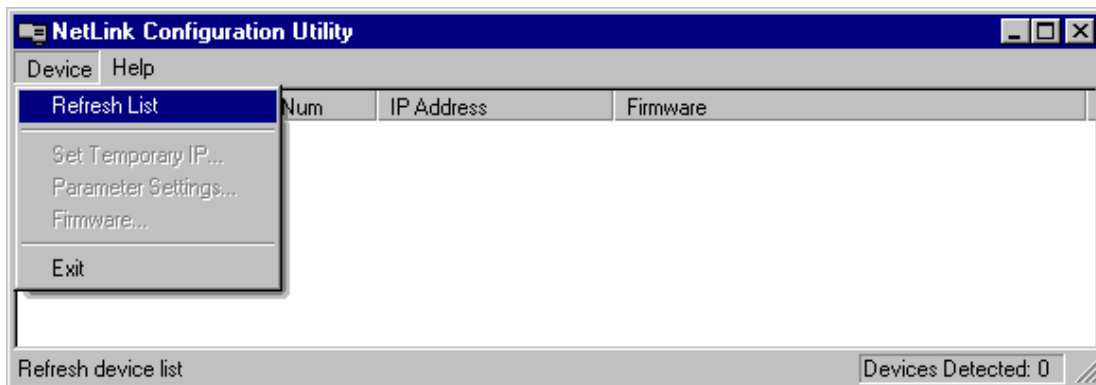 NetLink Configuration Utility
Device Help
Refresh List
Num IP Address Firmware
Set Temporary IP...
Parameter Settings...
Firmware...
Exit
Refresh device list
Devices Detected: 0